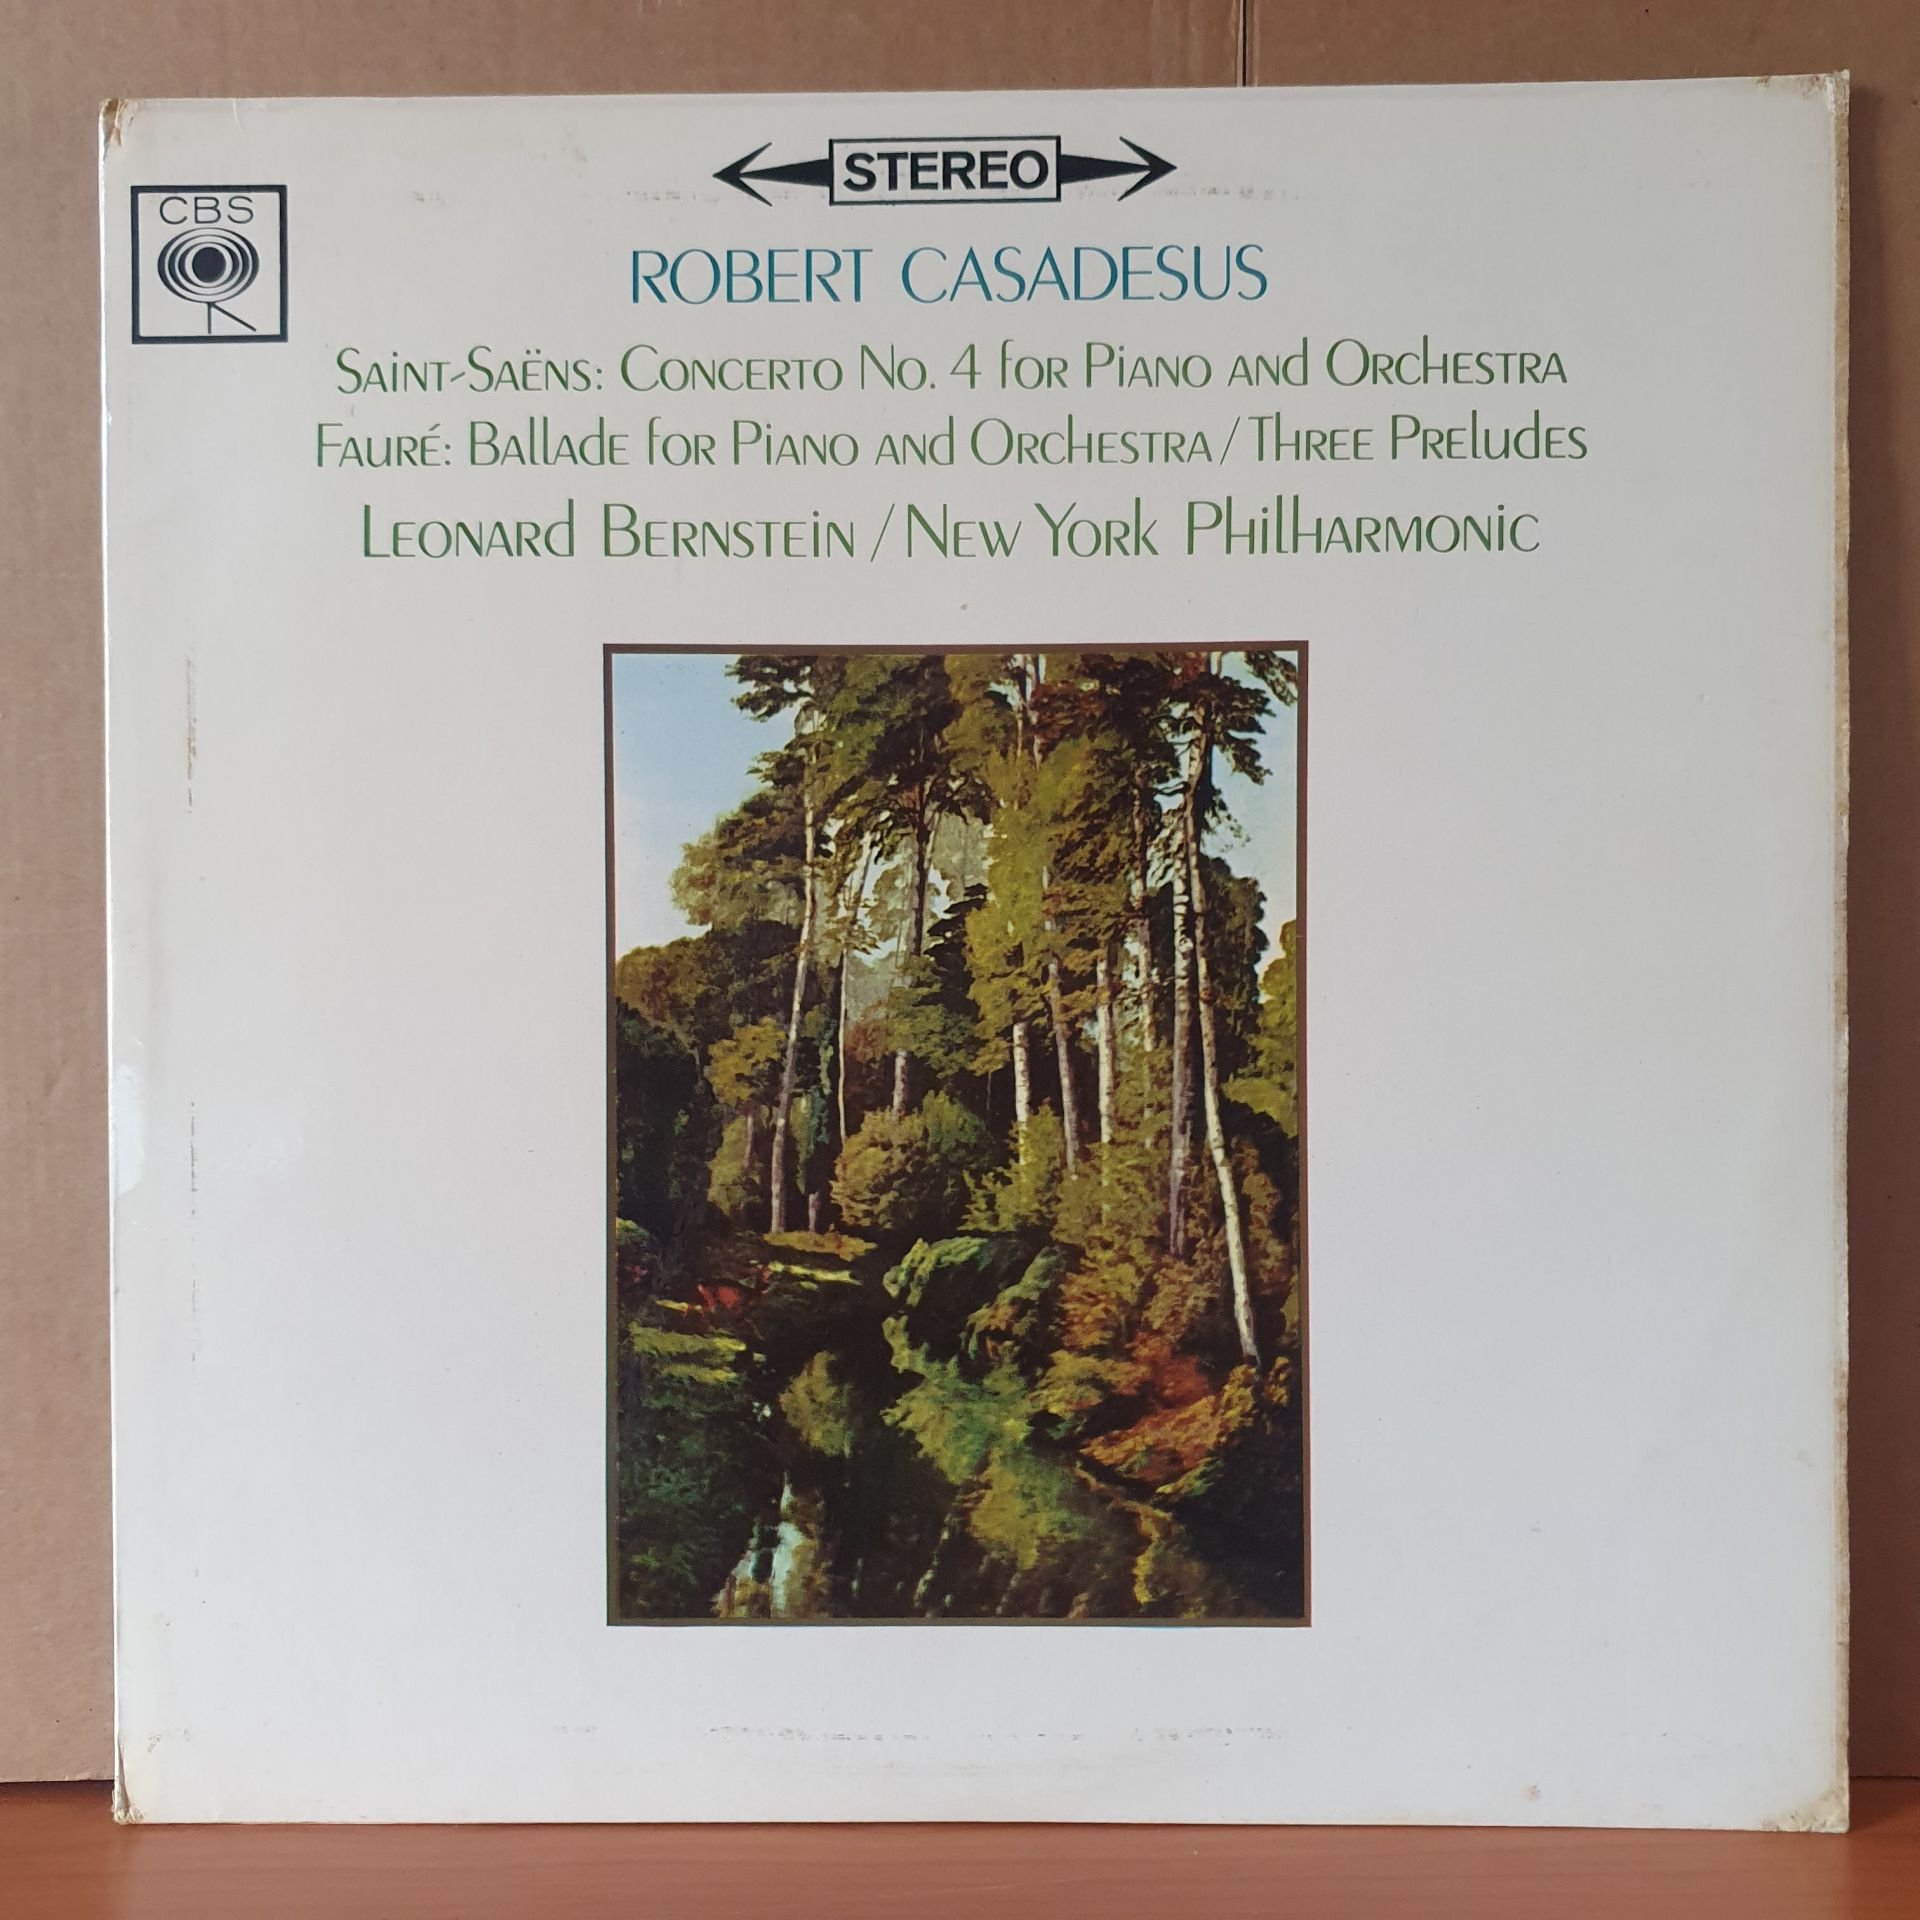 STEREO
CBS
ROBERT CASADESUS
SAiNT-SAËNS: CONCERTO No. 4 for PiANO ANd ORCHESTRA
FAURÉ: BAllAdE for PiANO ANd ORCHESTRA/THREE PREludES
LEONARd BERNSTEiN/NEW YORk PHilHARMONiC